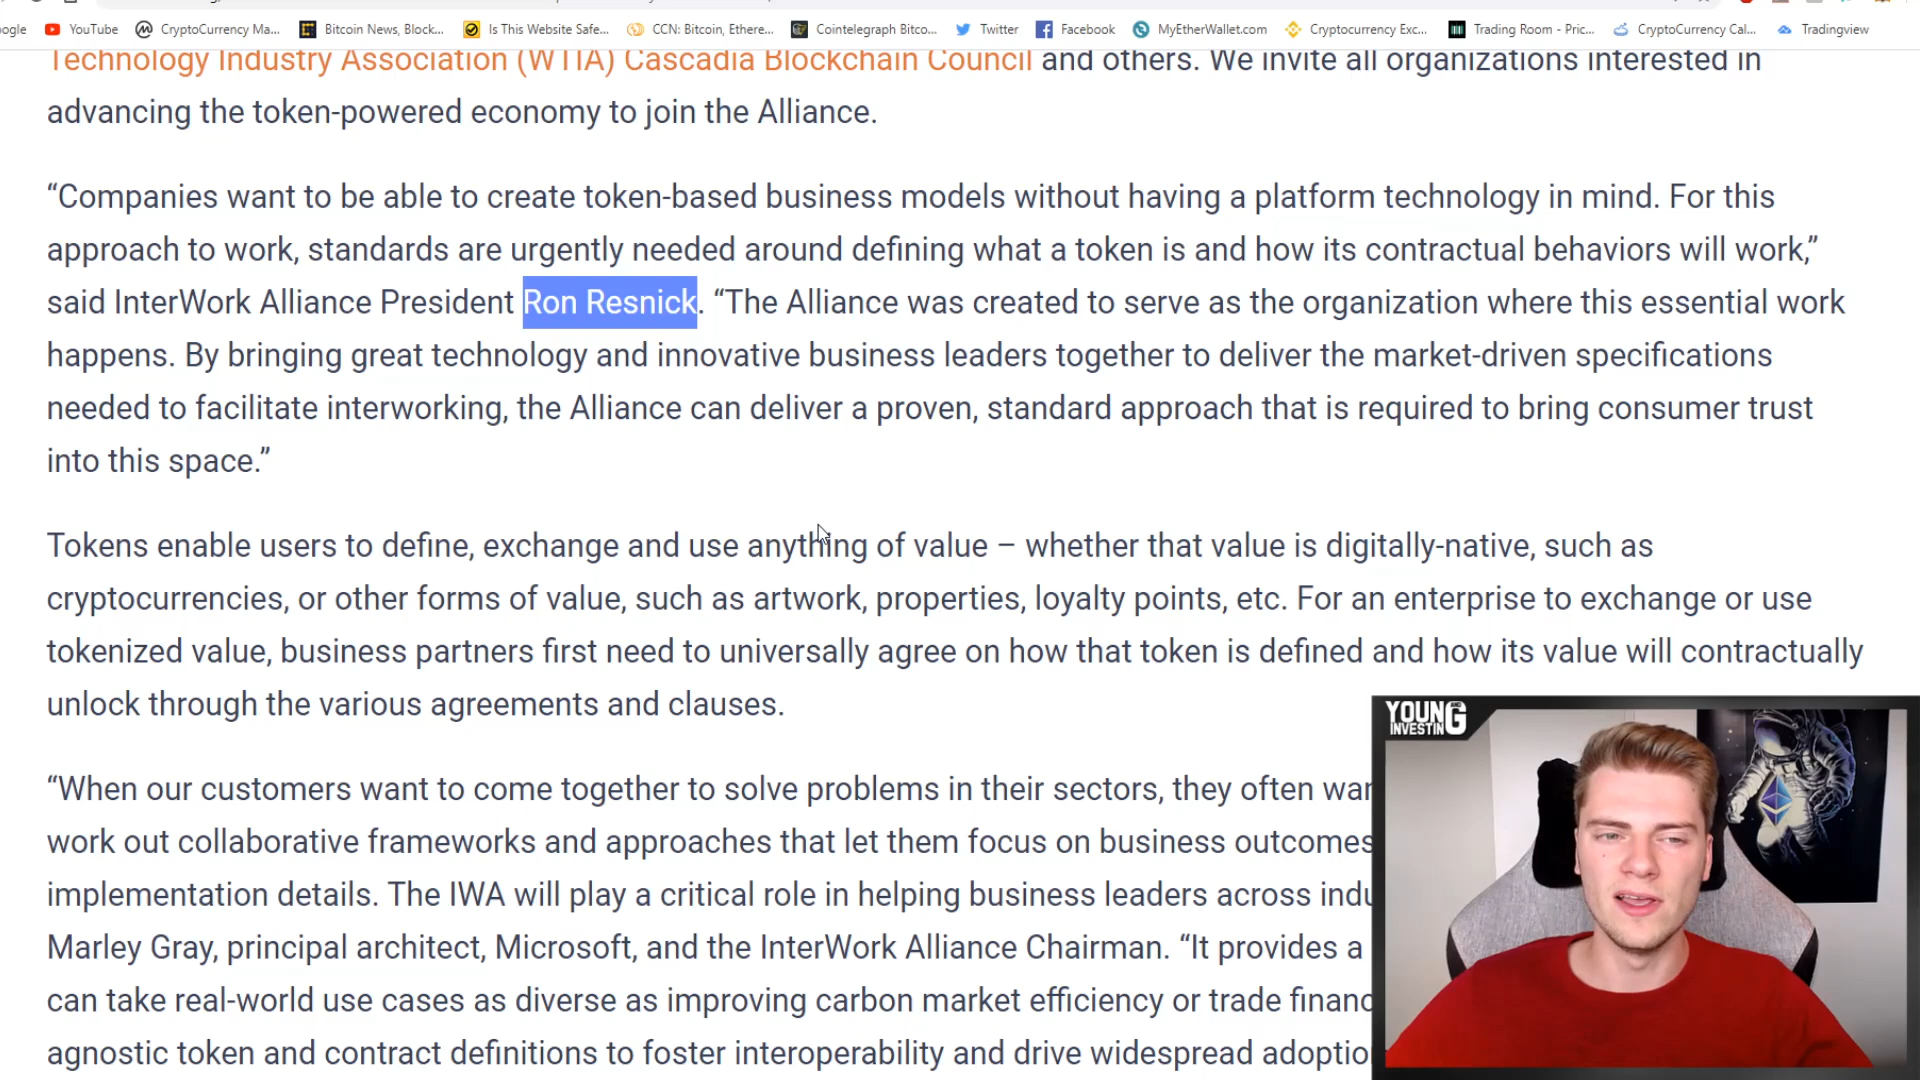 ogle YouTube CryptoCurrency Ma... Bitcoin News, Block... Is This Website Safe... CCN: Bitcoin, Ethere... Cointelegraph Bitco... Twitter Facebook MyEtherWallet.com Cryptocurrency Exc... Trading Room - Pric... CryptoCurrency Cal... Tradingview
Technology Industry Association (WTIA) Cascadia Blockchain Council and others. We invite all organizations interested in
advancing the token-powered economy to join the Alliance.
“Companies want to be able to create token-based business models without having a platform technology in mind. For this
approach to work, standards are urgently needed around defining what a token is and how its contractual behaviors will work,”
said InterWork Alliance President Ron Resnick. “The Alliance was created to serve as the organization where this essential work
happens. By bringing great technology and innovative business leaders together to deliver the market-driven specifications
needed to facilitate interworking, the Alliance can deliver a proven, standard approach that is required to bring consumer trust
into this space.”
Tokens enable users to define, exchange and use anything of value – whether that value is digitally-native, such as
cryptocurrencies, or other forms of value, such as artwork, properties, loyalty points, etc. For an enterprise to exchange or use
tokenized value, business partners first need to universally agree on how that token is defined and how its value will contractually
unlock through the various agreements and clauses.
“When our customers want to come together to solve problems in their sectors, they often wan
work out collaborative frameworks and approaches that let them focus on business outcomes
implementation details. The IWA will play a critical role in helping business leaders across indu
Marley Gray, principal architect, Microsoft, and the InterWork Alliance Chairman. “It provides a
can take real-world use cases as diverse as improving carbon market efficiency or trade financ
agnostic token and contract definitions to foster interoperability and drive widespread adoptio
YOUNG AND
INVESTING